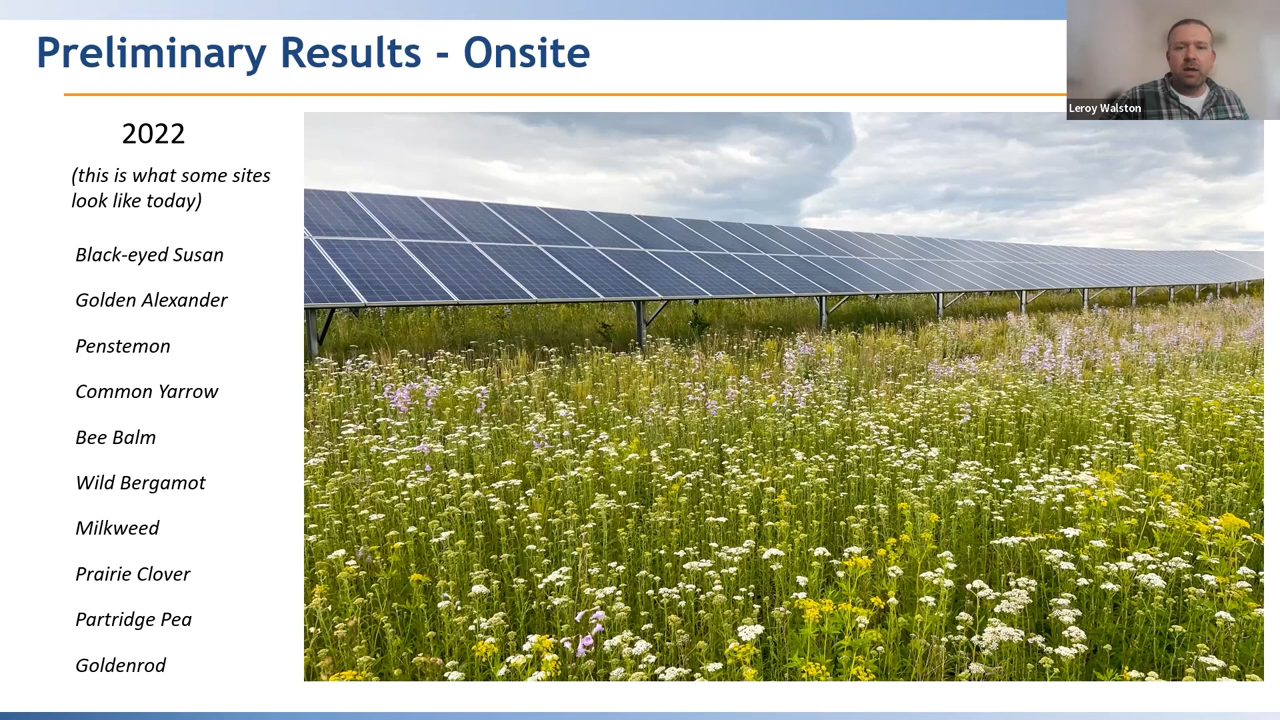 Preliminary Results - Onsite
Leroy Walston
2022
(this is what some sites
look like today)
Black-eyed Susan
Golden Alexander
Penstemon
Common Yarrow
Bee Balm
Wild Bergamot
Milkweed
Prairie Clover
Partridge Pea
Goldenrod